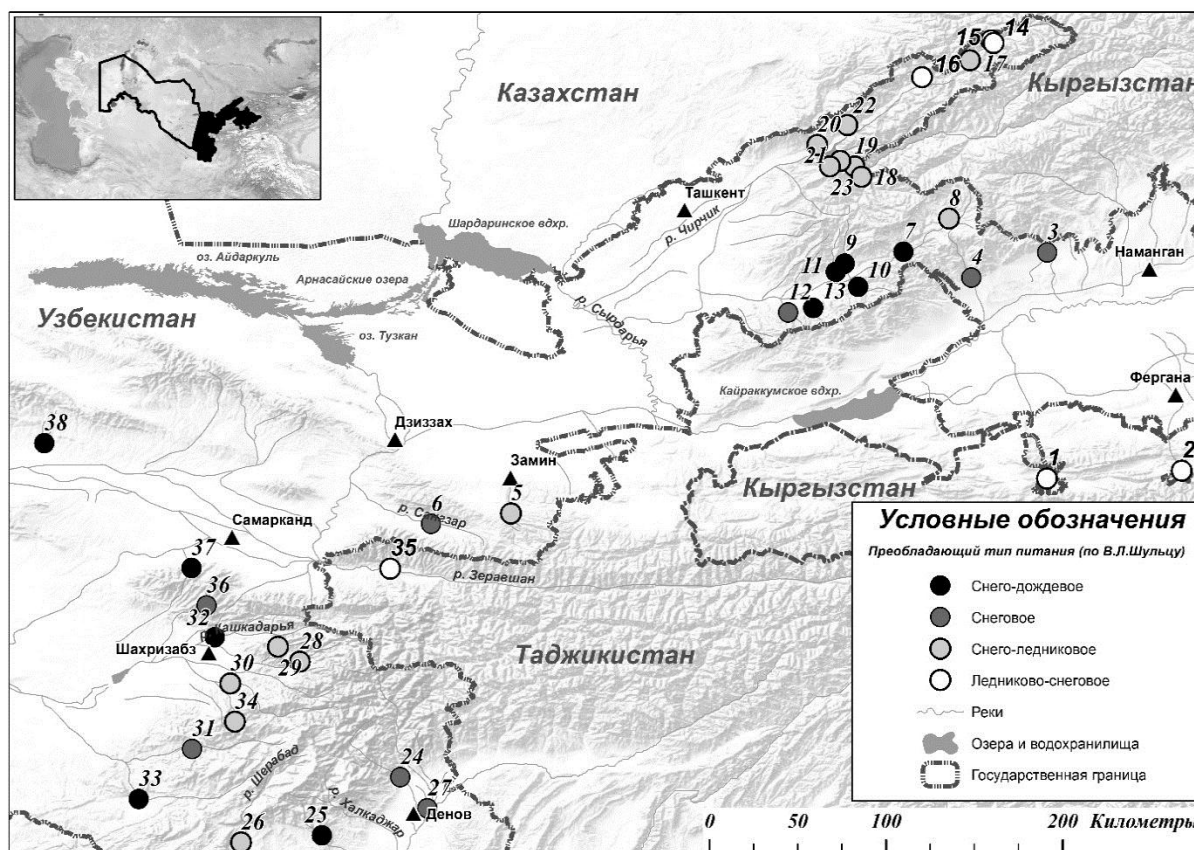 14
15
16
17
Казахстан
Кыргызстан
20
22
19
21
23
18
Ташкент
р. Чирчик
8
Шардаринское вдхр.
7
3
9
Наманган
оз. Айдаркуль
4
11
10
Арнасайские озера
12
13
р. Сырдарья
Узбекистан
оз. Тузкан
Кайраккумское вдхр.
Фергана
38
Дзиззах
Замин
1
2
5
Кыргызстан
6
р. Сангзар
Самарканд
35
р. Зеравшан
37
36
32
р. Кашкадарья
Шахризабз
28
29
30
Таджикистан
34
31
р. Шерабад
24
33
27
р. Халкаджар
Денов
25
26
Условные обозначения
Преобладающий тип питания (по В.Л.Шульцу)
Снего-дождевое
Снеговое
Снего-ледниковое
Ледниково-снеговое
Реки
Озера и водохранилища
Государственная граница
0 50 100 200 Километры